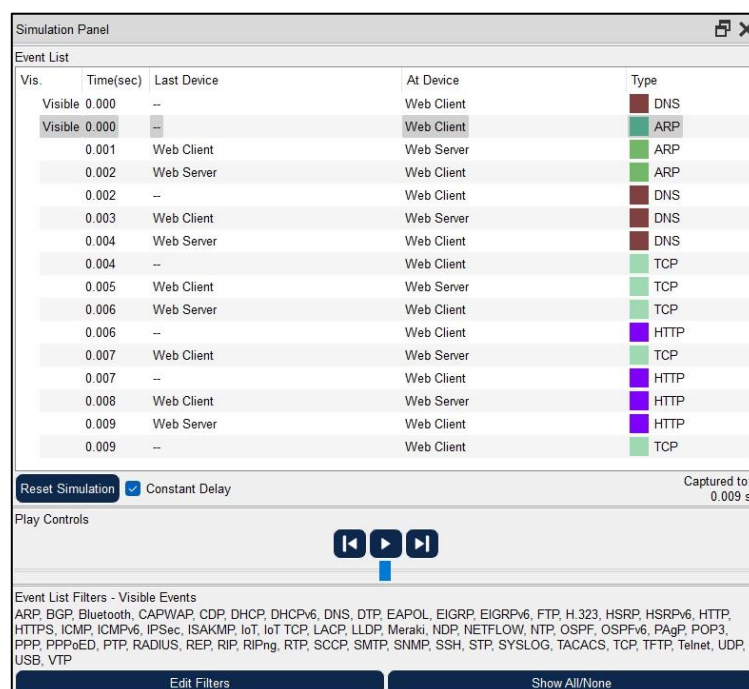 Simulation Panel
Event List
Vis. Time(sec) Last Device At Device Type
Visible 0.000 -- Web Client DNS
Visible 0.000 -- Web Client ARP
0.001 Web Client Web Server ARP
0.002 Web Server Web Client ARP
0.002 -- Web Client DNS
0.003 Web Client Web Server DNS
0.004 Web Server Web Client DNS
0.004 -- Web Client TCP
0.005 Web Client Web Server TCP
0.006 Web Server Web Client TCP
0.006 -- Web Client HTTP
0.007 Web Client Web Server TCP
0.007 -- Web Client HTTP
0.008 Web Client Web Server HTTP
0.009 Web Server Web Client HTTP
0.009 -- Web Client TCP
Reset Simulation Constant Delay Captured to:
0.009 s
Play Controls
Event List Filters - Visible Events
ARP, BGP, Bluetooth, CAPWAP, CDP, DHCP, DHCPv6, DNS, DTP, EAPOL, EIGRP, EIGRPv6, FTP, H.323, HSRP, HSRPv6, HTTP,
HTTPS, ICMP, ICMPv6, IPSec, ISAKMP, IoT, IoT TCP, LACP, LLDP, Meraki, NDP, NETFLOW, NTP, OSPF, OSPFv6, PAgP, POP3,
PPP, PPPoED, PTP, RADIUS, REP, RIP, RIPng, RTP, SCCP, SMTP, SNMP, SSH, STP, SYSLOG, TACACS, TCP, TFTP, Telnet, UDP,
USB, VTP
Edit Filters Show All/None